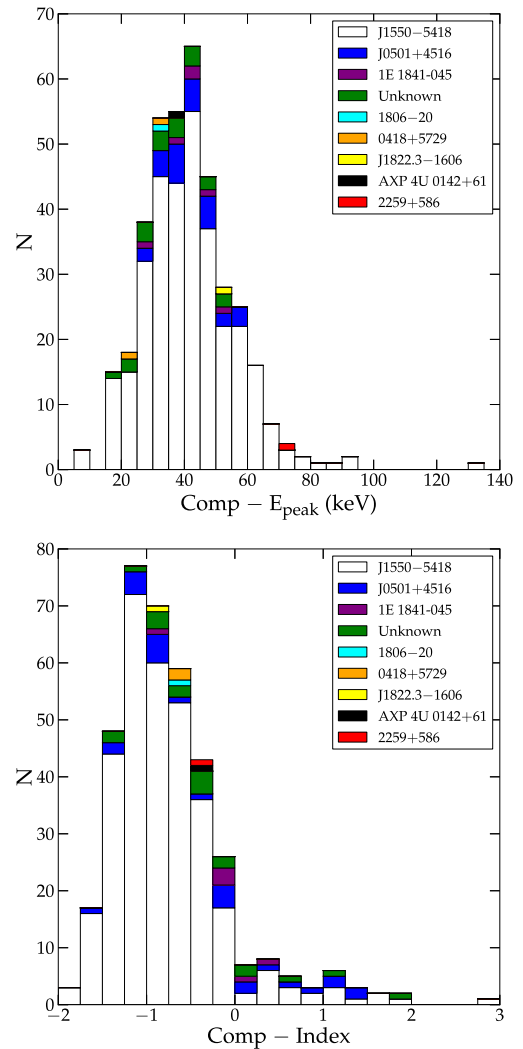 70
60
50
40
30
20
10
0
N
J1550−5418
J0501+4516
1E 1841-045
Unknown
1806−20
0418+5729
J1822.3−1606
AXP 4U 0142+61
2259+586
0 20 40 60 80 100 120 140
Comp − Epeak (keV)
80
70
60
50
40
30
20
10
0
N
J1550−5418
J0501+4516
1E 1841-045
Unknown
1806−20
0418+5729
J1822.3−1606
AXP 4U 0142+61
2259+586
−2 −1 0 1 2 3
Comp − Index